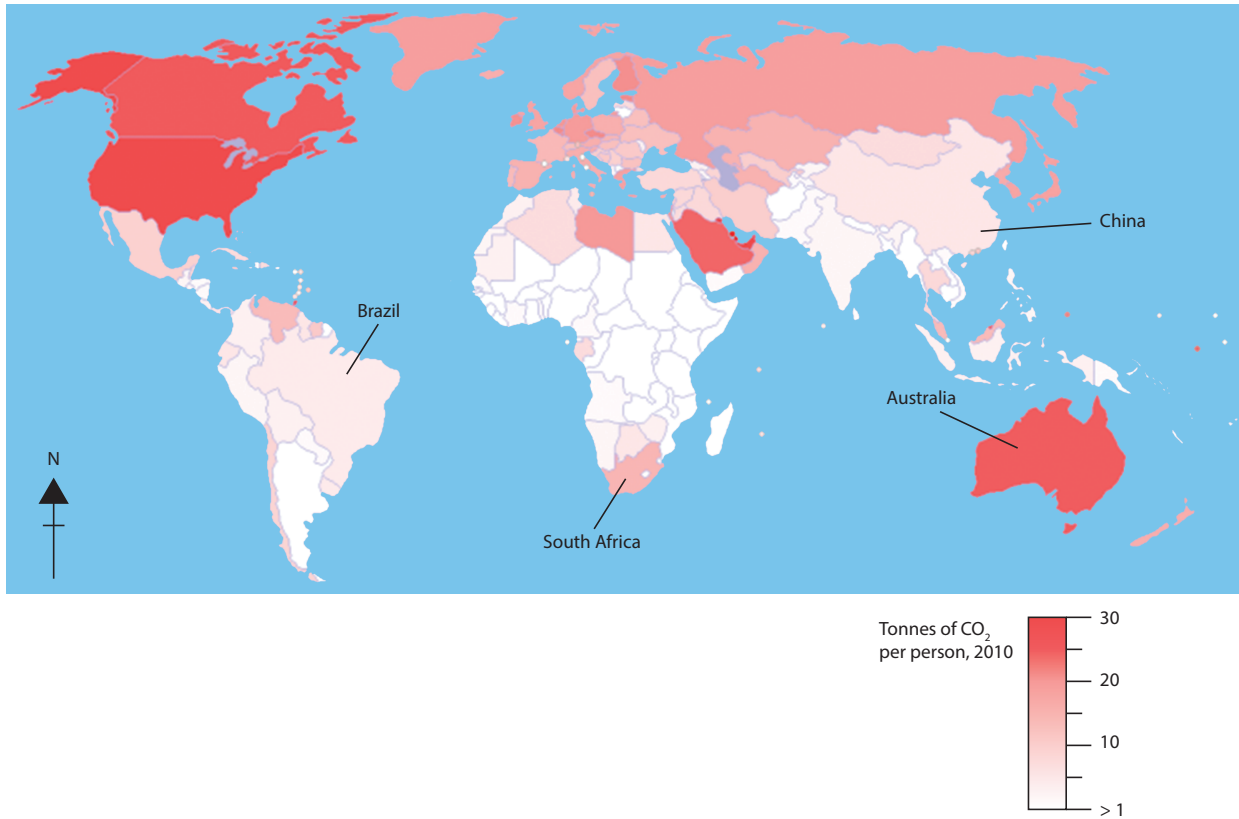 China
Brazil
Australia
N
South Africa
Tonnes of CO₂
per person, 2010
30
20
10
> 1